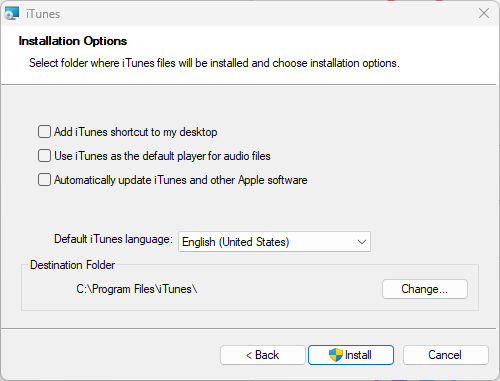 iTunes
Installation Options
Select folder where iTunes files will be installed and choose installation options.
Add iTunes shortcut to my desktop
Use iTunes as the default player for audio files
Automatically update iTunes and other Apple software
Default iTunes language: English (United States)
Destination Folder
C:\Program Files\iTunes\ Change...
< Back Install Cancel